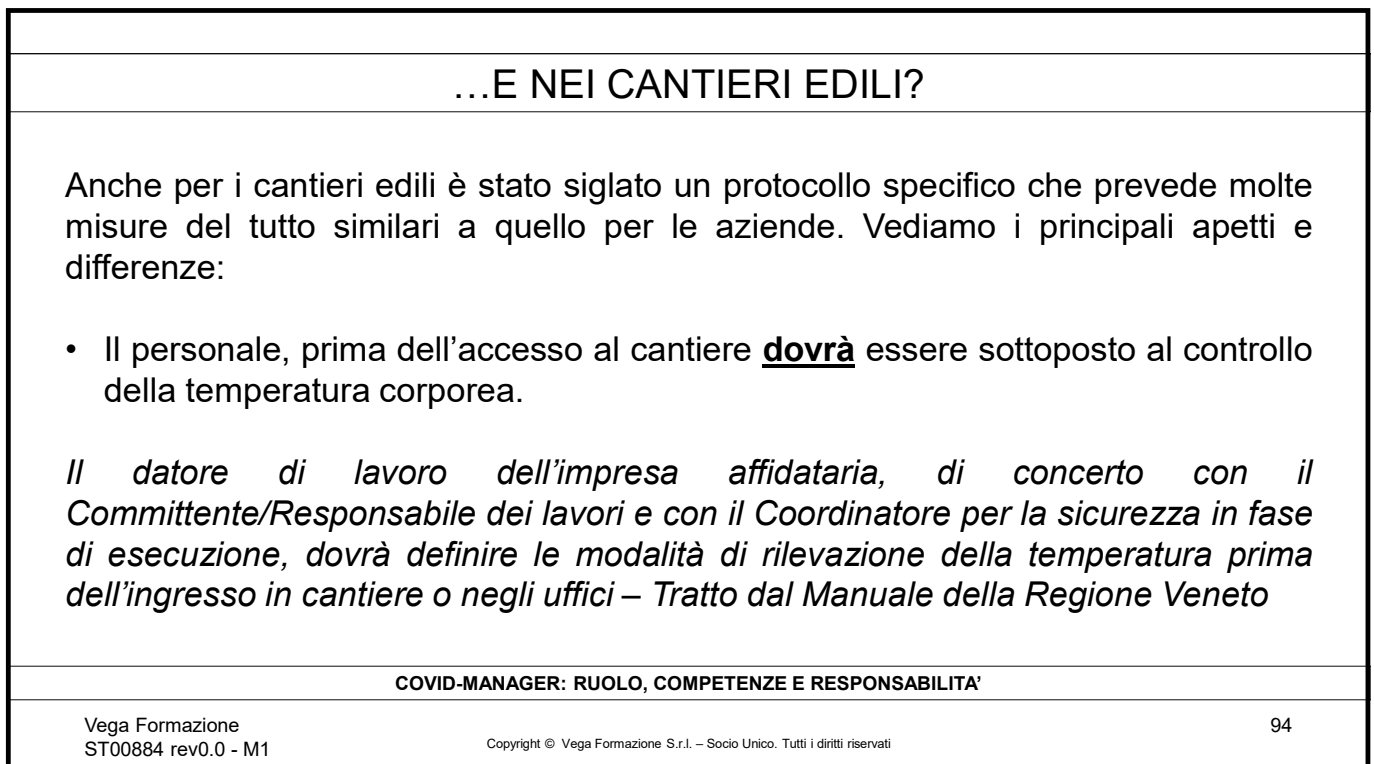 …E NEI CANTIERI EDILI?
Anche per i cantieri edili è stato siglato un protocollo specifico che prevede molte
misure del tutto similari a quello per le aziende. Vediamo i principali apetti e
differenze:
• Il personale, prima dell’accesso al cantiere dovrà essere sottoposto al controllo
della temperatura corporea.
Il datore di lavoro dell’impresa affidataria, di concerto con il
Committente/Responsabile dei lavori e con il Coordinatore per la sicurezza in fase
di esecuzione, dovrà definire le modalità di rilevazione della temperatura prima
dell’ingresso in cantiere o negli uffici – Tratto dal Manuale della Regione Veneto
COVID-MANAGER: RUOLO, COMPETENZE E RESPONSABILITA’
Vega Formazione
ST00884 rev0.0 - M1
Copyright © Vega Formazione S.r.l. – Socio Unico. Tutti i diritti riservati
94